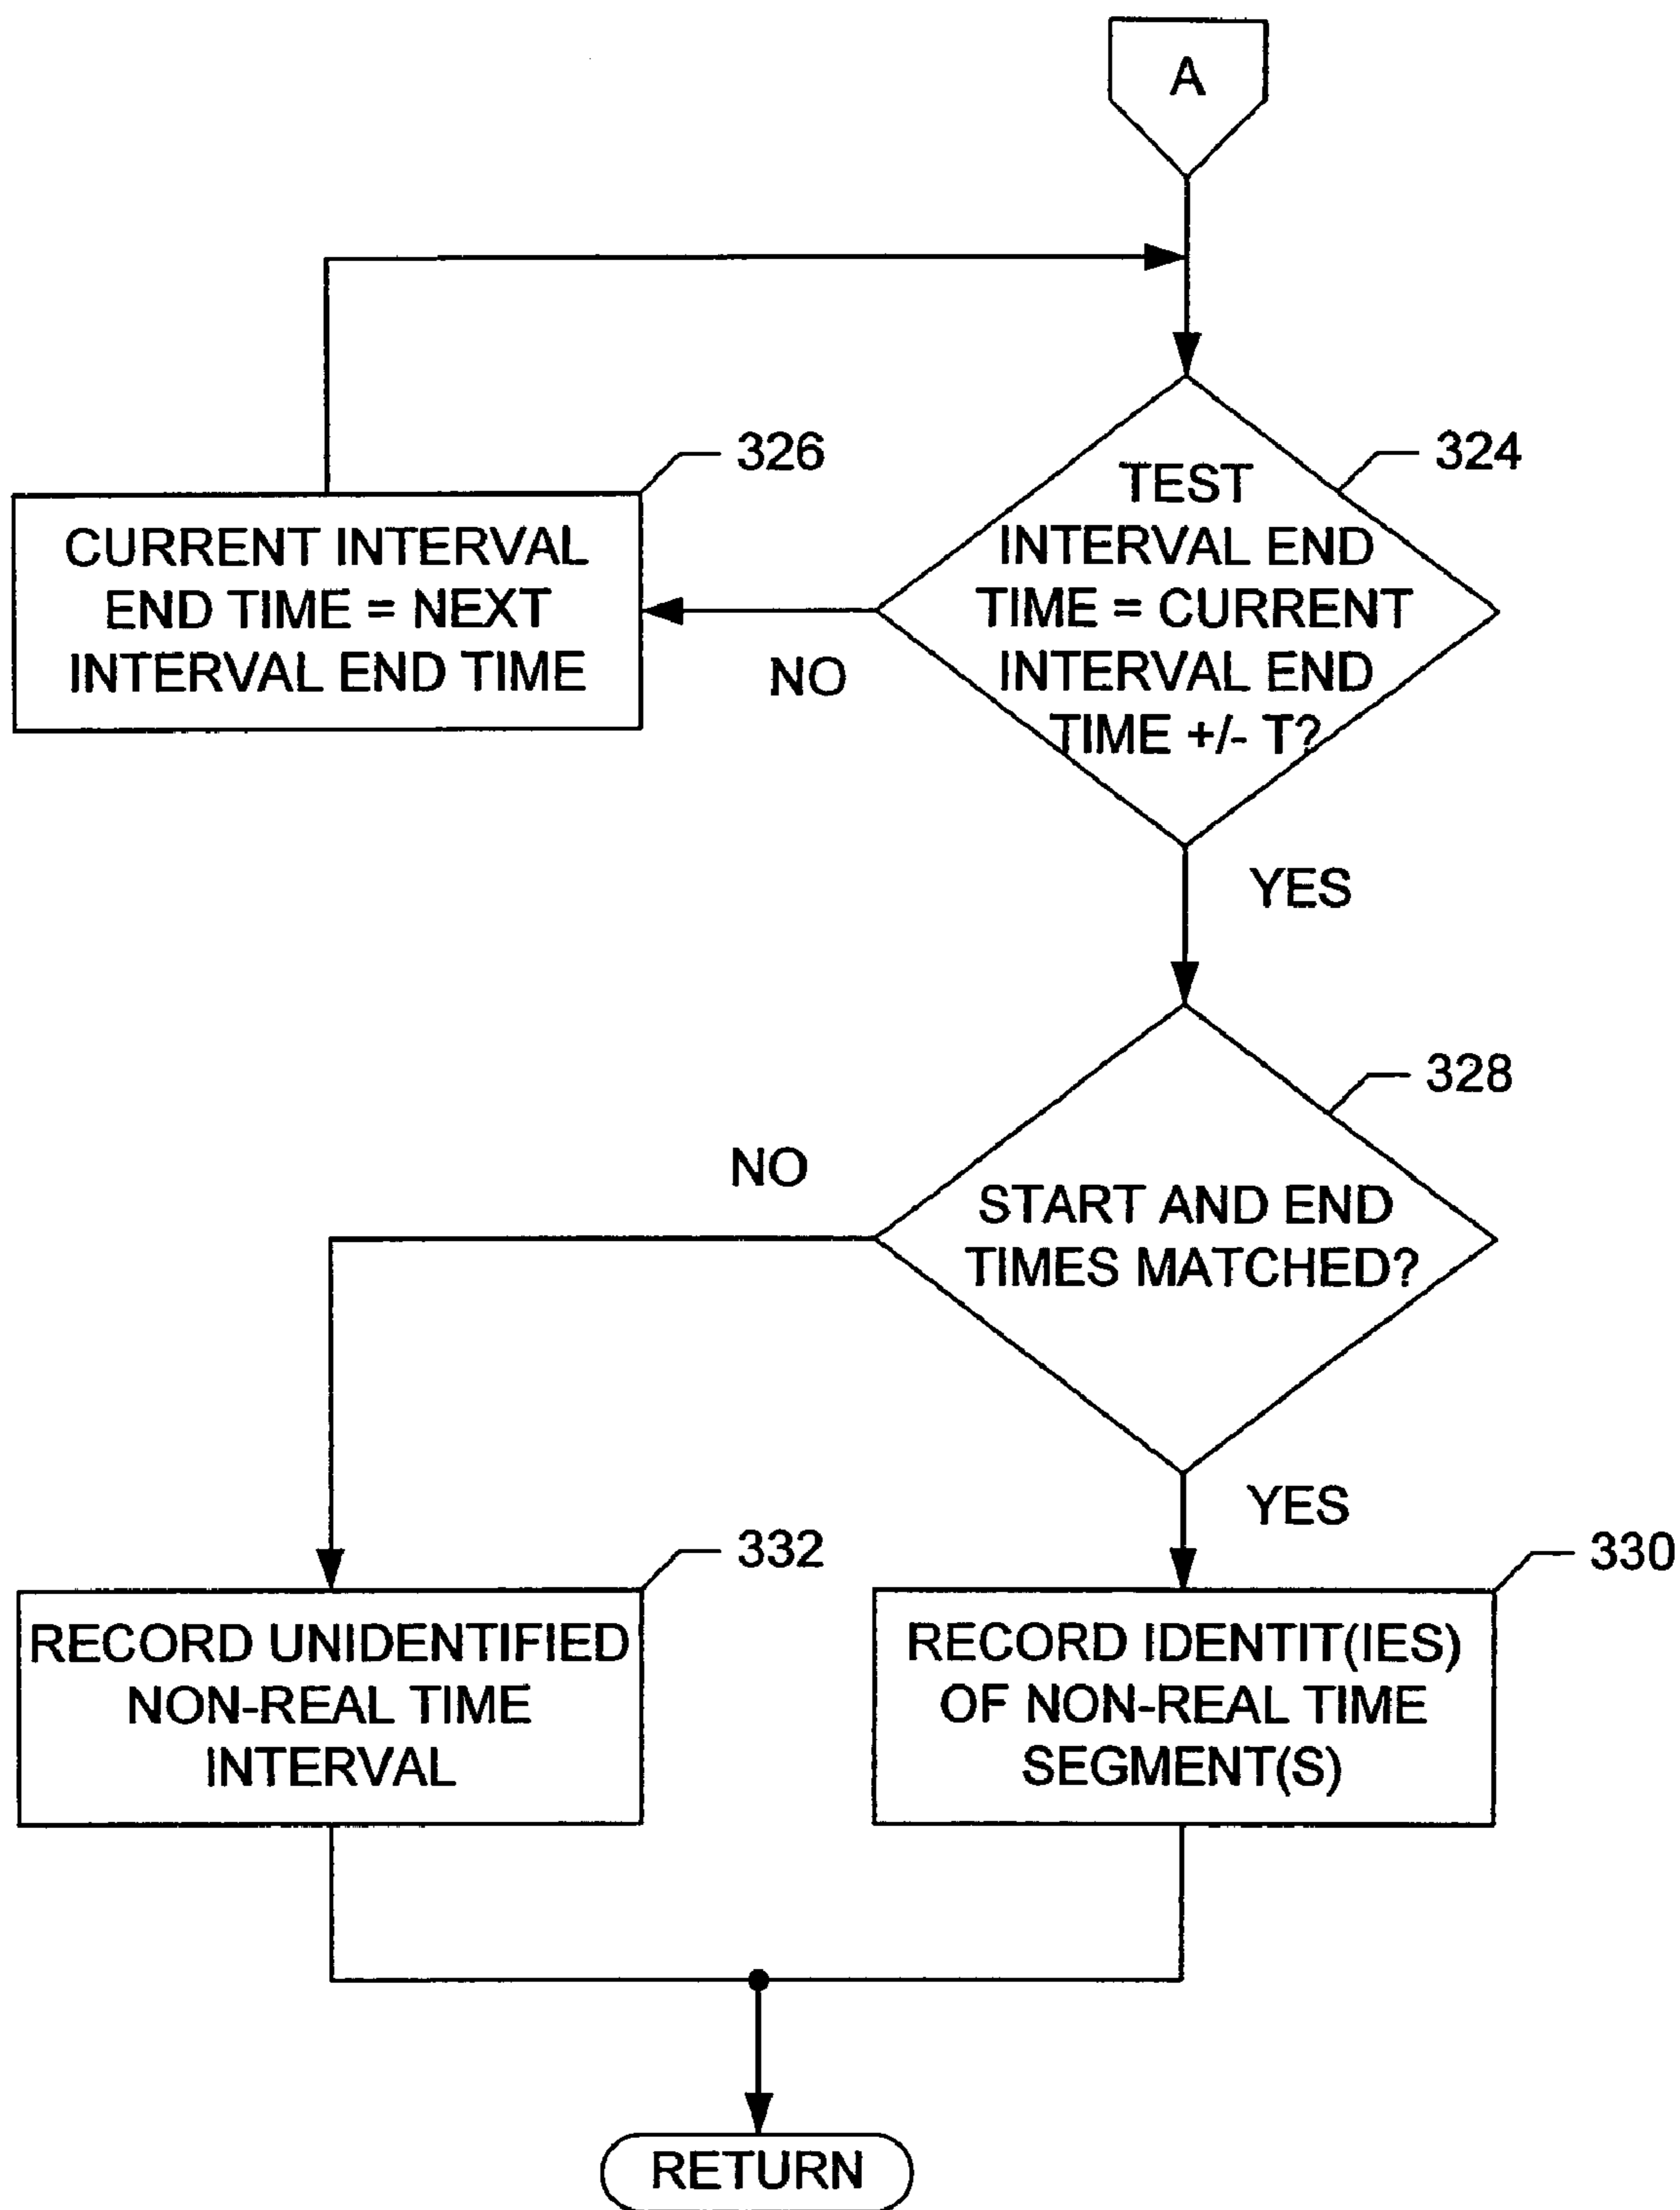 A
326
324
CURRENT INTERVAL
END TIME = NEXT
INTERVAL END TIME
TEST
INTERVAL END
TIME = CURRENT
INTERVAL END
TIME +/- T?
NO
YES
328
NO
START AND END
TIMES MATCHED?
YES
332
330
RECORD UNIDENTIFIED
NON-REAL TIME
INTERVAL
RECORD IDENTIT(IES)
OF NON-REAL TIME
SEGMENT(S)
RETURN